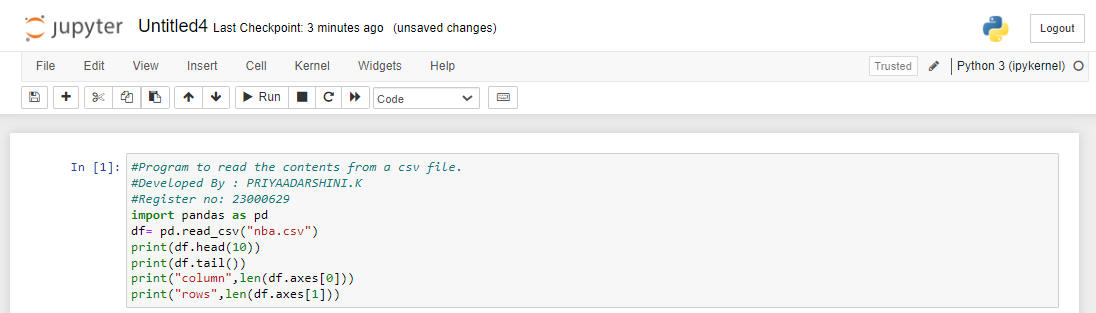 jupyter Untitled4 Last Checkpoint: 3 minutes ago (unsaved changes) Logout
File Edit View Insert Cell Kernel Widgets Help Trusted Python 3 (ipykernel)
Run Code
In [1]: #Program to read the contents from a csv file.
#Developed By : PRIYAADARSHINI.K
#Register no: 23000629
import pandas as pd
df= pd.read_csv("nba.csv")
print(df.head(10))
print(df.tail())
print("column",len(df.axes[0]))
print("rows",len(df.axes[1]))